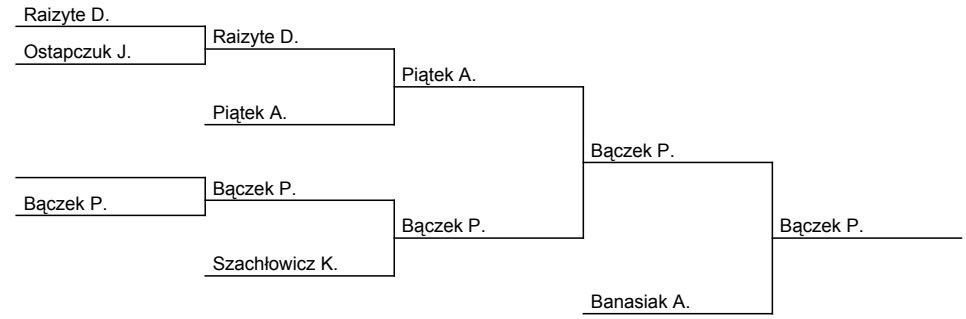 Raizyte D.
Ostapczuk J.
Raizyte D.
Piątek A.
Piątek A.
Bączek P.
Bączek P.
Szachłowicz K.
Bączek P.
Bączek P.
Banasiak A.
Bączek P.